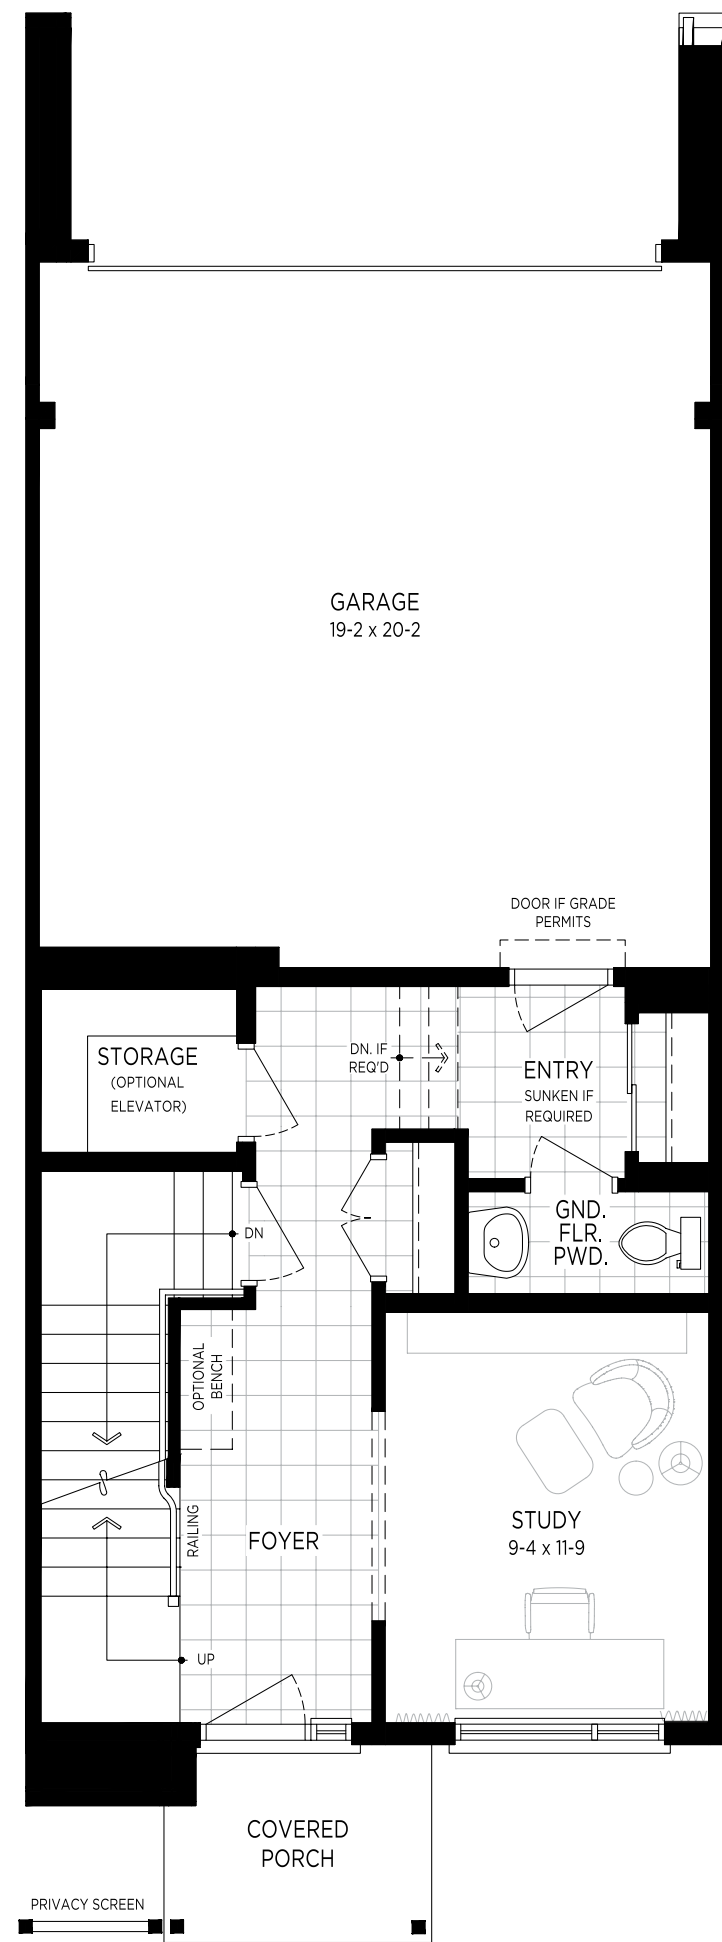 GARAGE
19-2 x 20-2
DOOR IF GRADE
PERMITS
STORAGE
(OPTIONAL
ELEVATOR)
DN. IF
REQ'D
ENTRY
SUNKEN IF
REQUIRED
GND.
FLR.
PWD.
DN
OPTIONAL
BENCH
RAILING
FOYER
STUDY
9-4 x 11-9
UP
COVERED
PORCH
PRIVACY SCREEN